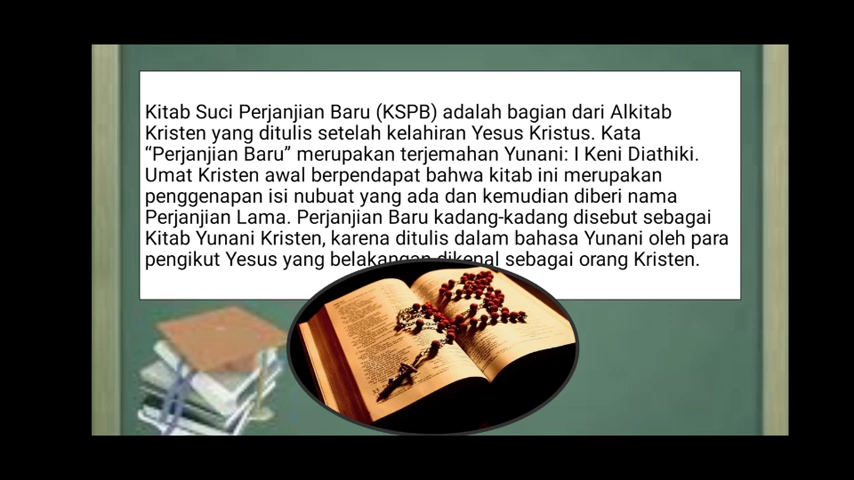 Kitab Suci Perjanjian Baru (KSPB) adalah bagian dari Alkitab
Kristen yang ditulis setelah kelahiran Yesus Kristus. Kata
“Perjanjian Baru” merupakan terjemahan Yunani: I Keni Diathiki.
Umat Kristen awal berpendapat bahwa kitab ini merupakan
penggenapan isi nubuat yang ada dan kemudian diberi nama
Perjanjian Lama. Perjanjian Baru kadang-kadang disebut sebagai
Kitab Yunani Kristen, karena ditulis dalam bahasa Yunani oleh para
pengikut Yesus yang belakangan dikenal sebagai orang Kristen.